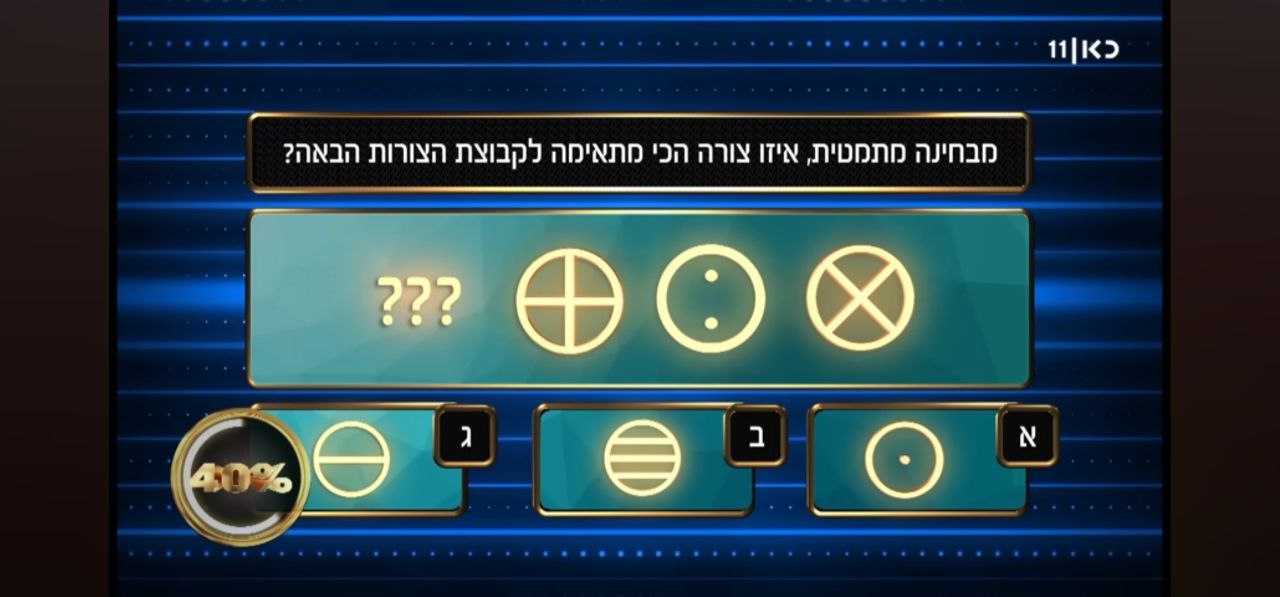 כאן|11
מבחינה מתמטית, איזו צורה הכי מתאימה לקבוצת הצורות הבאה?
???
א
ב
ג
40%